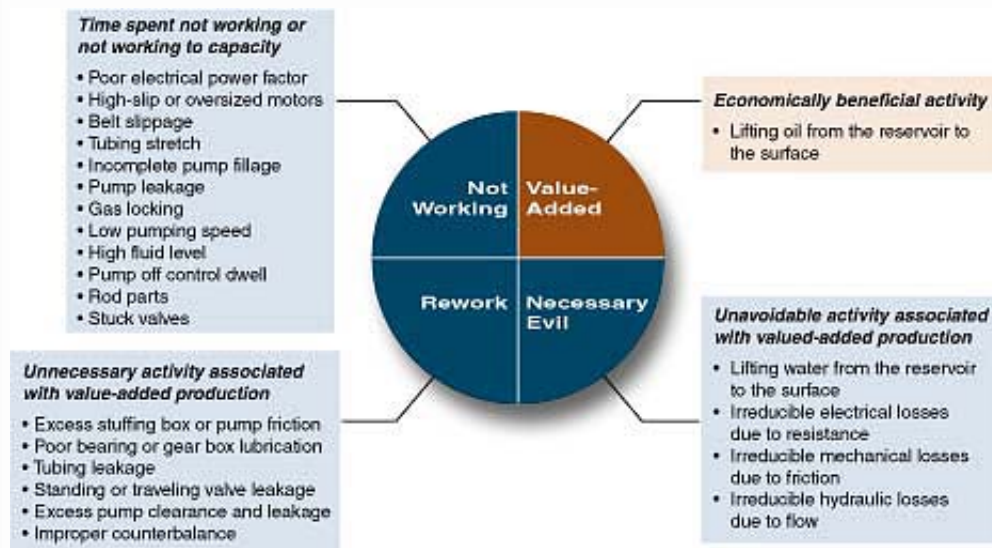 Time spent not working or
not working to capacity
• Poor electrical power factor
• High-slip or oversized motors
• Belt slippage
• Tubing stretch
• Incomplete pump fillage
• Pump leakage
• Gas locking
• Low pumping speed
• High fluid level
• Pump off control dwell
• Rod parts
• Stuck valves
Economically beneficial activity
• Lifting oil from the reservoir to
the surface
Not
Working
Value-
Added
Rework
Necessary
Evil
Unnecessary activity associated
with value-added production
• Excess stuffing box or pump friction
• Poor bearing or gear box lubrication
• Tubing leakage
• Standing or traveling valve leakage
• Excess pump clearance and leakage
• Improper counterbalance
Unavoidable activity associated
with valued-added production
• Lifting water from the reservoir
to the surface
• Irreducible electrical losses
due to resistance
• Irreducible mechanical losses
due to friction
• Irreducible hydraulic losses
due to flow